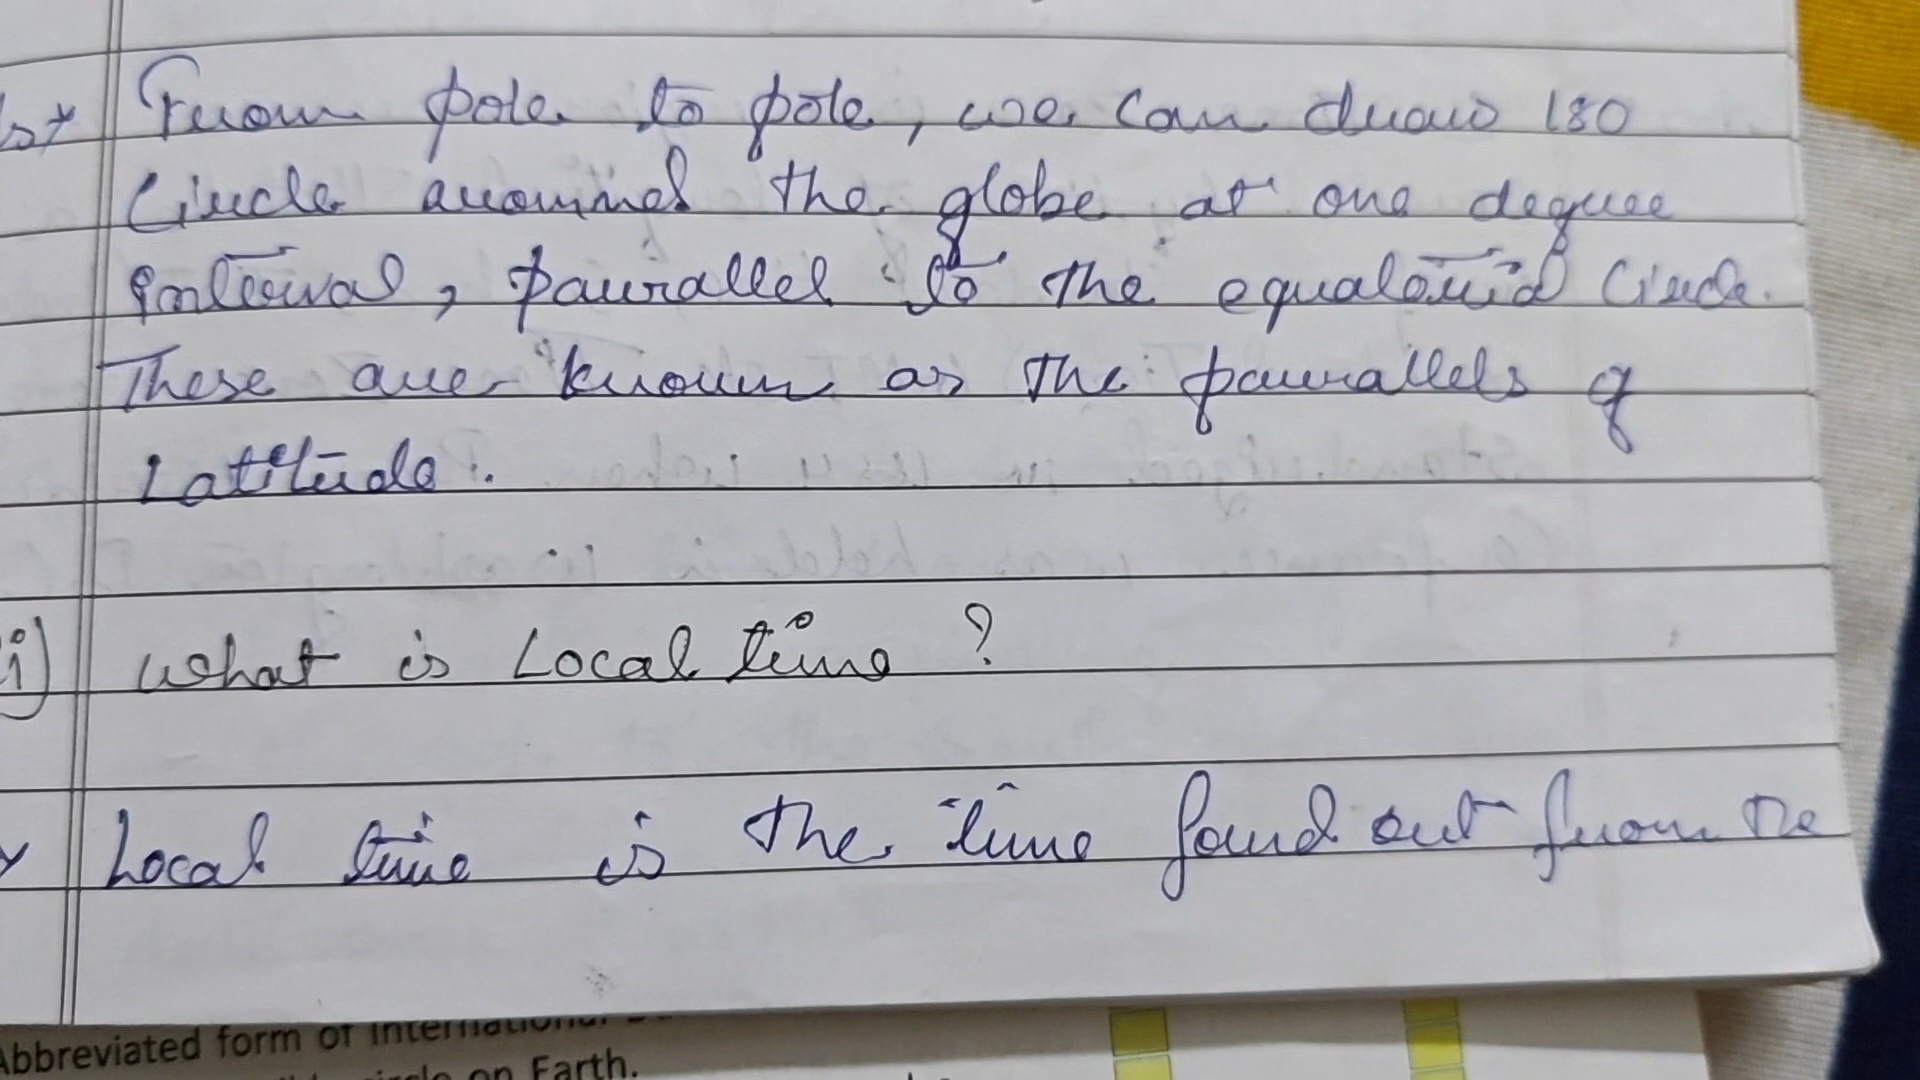 From pole to pole, we can draw 180
Circle around the globe at one degree
interval, parallel to the equatorial Circle.
These are known as the parallels of
Latitude.
i) What is Local time ?
Local time is the time found out from the
Abbreviated form of International
circle on Earth.